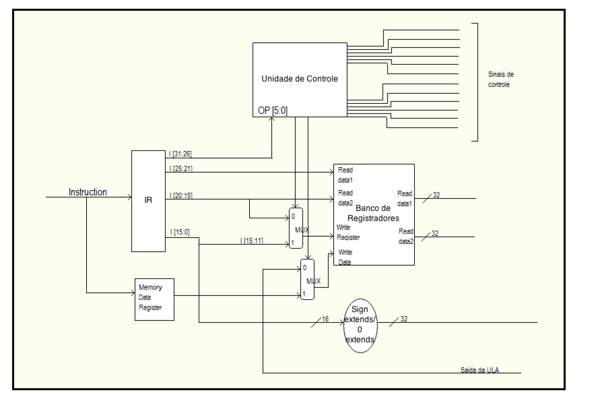 Unidade de Controle
OP [5:0]
Sinais de
controle
I [31:26]
I [25:21]
I [20:15]
I [15:0]
I [15:11]
Instruction
IR
0
MUX
1
0
MUX
1
Read
data1
Read
data2
Banco de
Registradores
Write
Register
Write
Data
Read
data1
Read
data2
32
32
Memory
Data
Register
16
Sign
extends/
0
extends
32
Saida da ULA